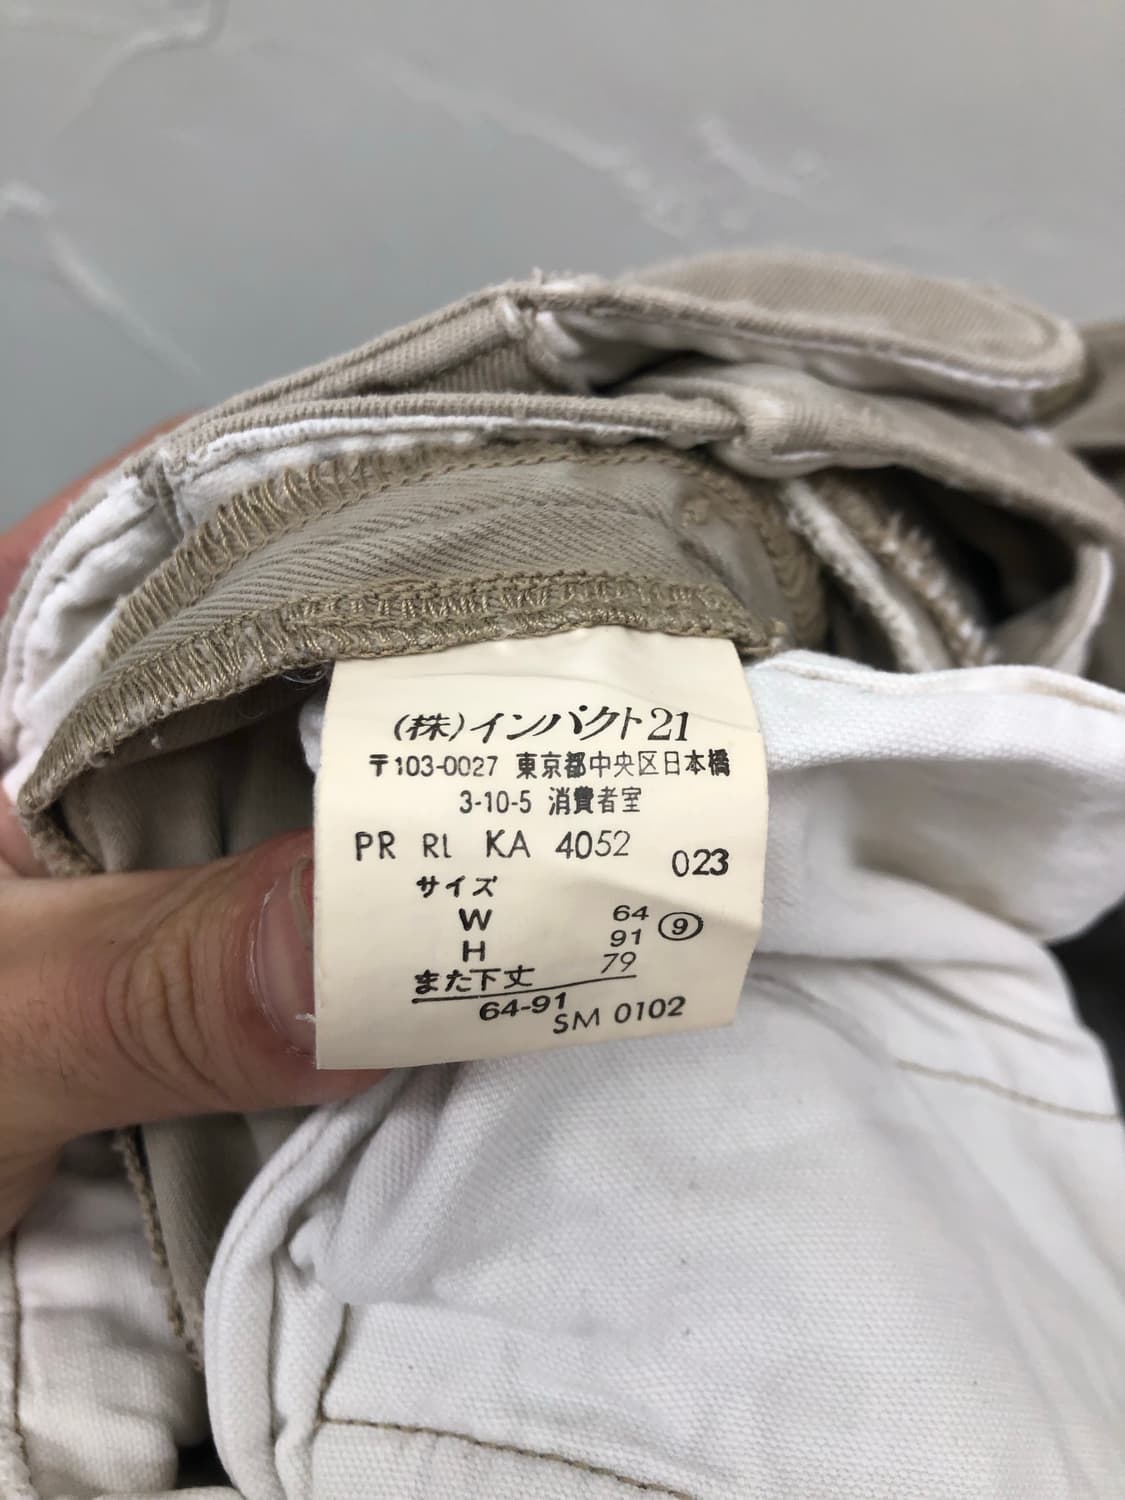 (株)インパクト21
〒103-0027 東京都中央区日本橋
3-10-5 消費者室
PR RL KA 4052 023
サイズ
W 64 ⑨
H 91
また下丈 79
64-91
SM 0102